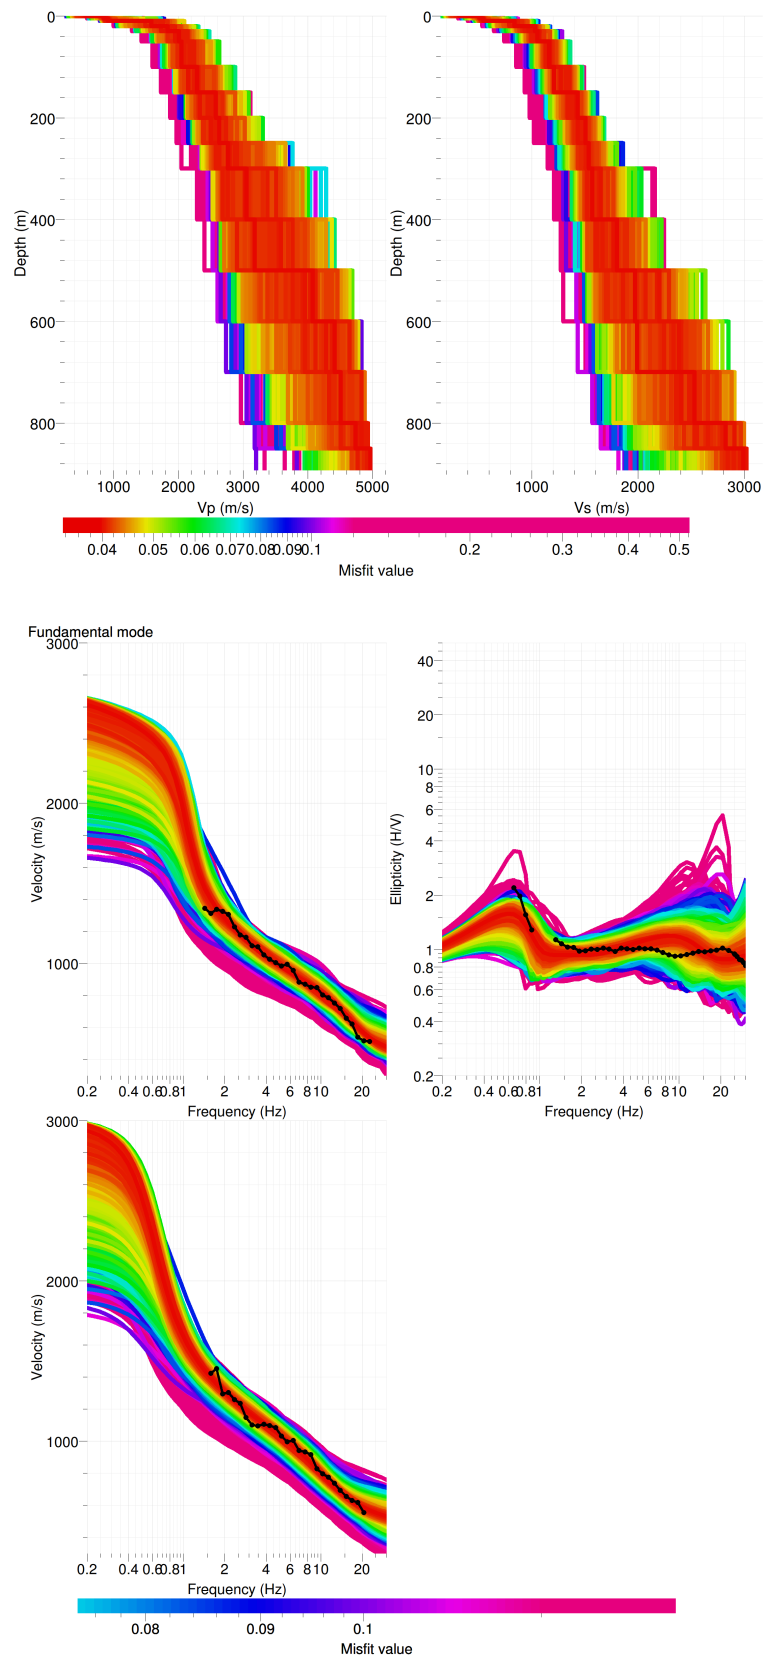 0
200
400
600
800
Depth (m)
1000 2000 3000 4000 5000
Vp (m/s)
0
200
400
600
800
Depth (m)
1000 2000 3000
Vs (m/s)
0.04 0.05 0.06 0.07 0.08 0.09 0.1 0.2 0.3 0.4 0.5
Misfit value
Fundamental mode
3000
2000
1000
Velocity (m/s)
0.2 0.4 0.6 0.8 1 2 4 6 8 10 20
Frequency (Hz)
40
20
10
8
6
4
2
1
0.8
0.6
0.4
0.2
Ellipticity (H/V)
0.2 0.4 0.6 0.8 1 2 4 6 8 10 20
Frequency (Hz)
3000
2000
1000
Velocity (m/s)
0.2 0.4 0.6 0.8 1 2 4 6 8 10 20
Frequency (Hz)
0.08 0.09 0.1
Misfit value